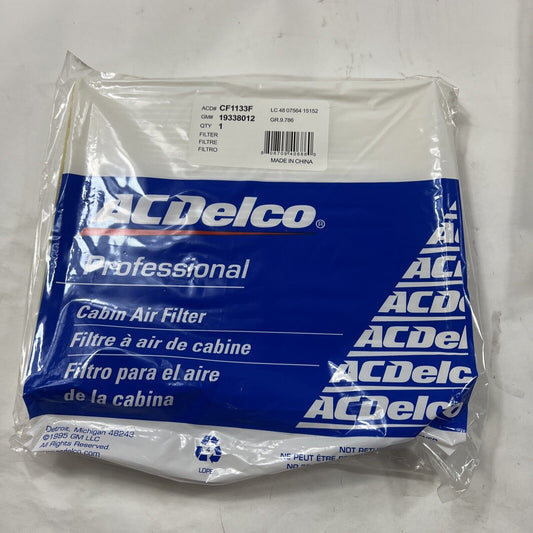 ACD# CF1133F
GM# 19338012
QTY 1
FILTER
FILTRE
FILTRO
LC 48 07564 15152
GR.9.786
MADE IN CHINA
ACDelco®
Professional
Cabin Air Filter
Filtre à air de cabine
Filtro para el aire
de la cabina
ACDelco
ACDelco
ACDelco
Detroit, Michigan 48243
©1995 GM LLC
All Rights Reserved.
LDPE
NOT RET
NE PEUT ÊTRE